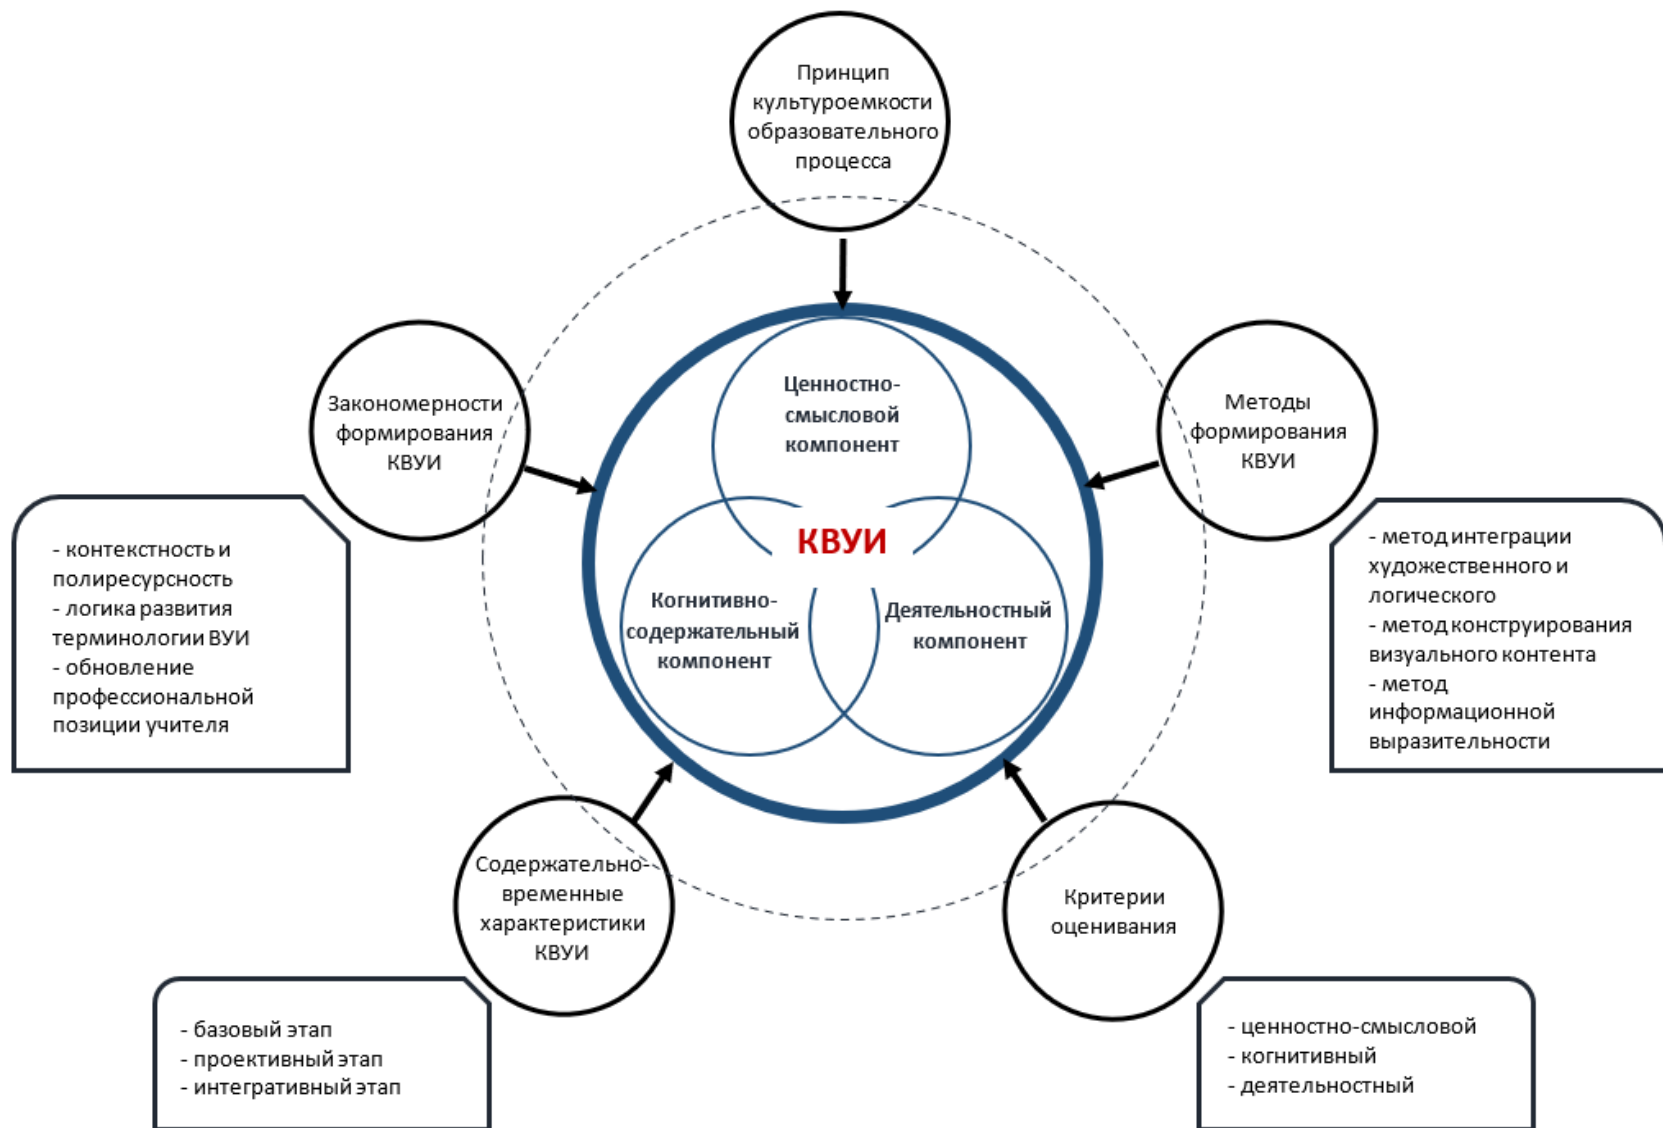 Принцип
культуроемкости
образовательного
процесса
Закономерности
формирования
КВУИ
Методы
формирования
КВУИ
Ценностно-
смысловой
компонент
КВУИ
Когнитивно-
содержательный
компонент
Деятельностный
компонент
- контекстность и
полиресурсность
- логика развития
терминологии ВУИ
- обновление
профессиональной
позиции учителя
- метод интеграции
художественного и
логического
- метод конструирования
визуального контента
- метод
информационной
выразительности
Содержательно-
временные
характеристики
КВУИ
Критерии
оценивания
- базовый этап
- проективный этап
- интегративный этап
- ценностно-смысловой
- когнитивный
- деятельностный